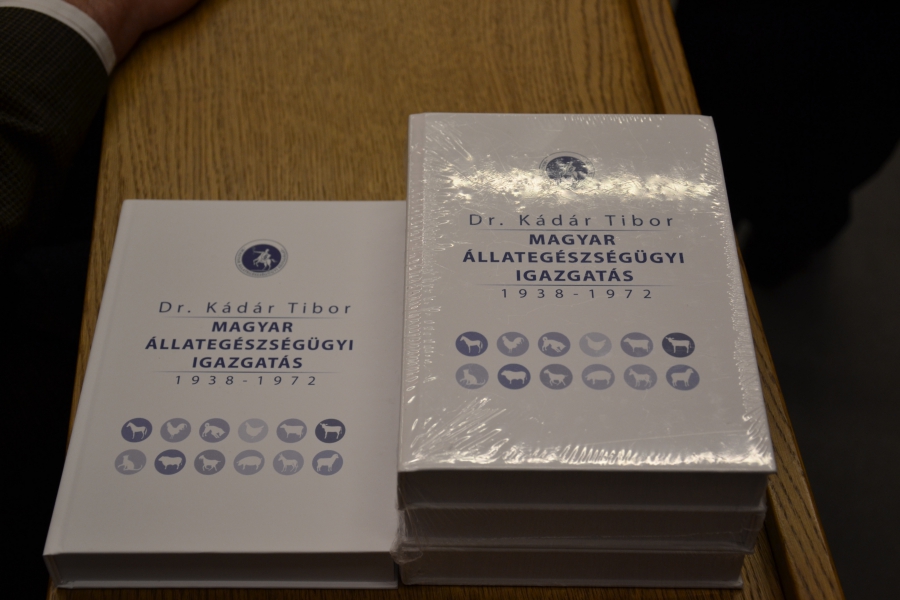 Dr. Kádár Tibor
MAGYAR
ÁLLATEGÉSZSÉGÜGYI
IGAZGATÁS
1938-1972
Dr. Kádár Tibor
MAGYAR
ÁLLATEGÉSZSÉGÜGYI
IGAZGATÁS
1938-1972